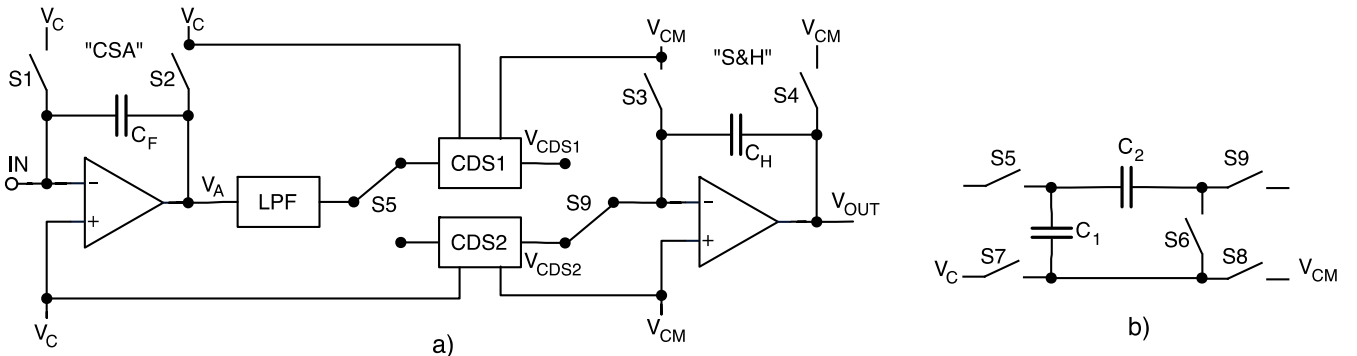 V_C
"CSA"
V_C
V_CM
"S&H"
V_CM
S1
S2
S3
S4
C_F
C_H
IN
V_A
LPF
S5
CDS1
V_CDS1
S9
CDS2
V_CDS2
V_OUT
−
+
−
+
V_C
V_CM
a)
S5
C_2
S9
C_1
S6
V_C
S7
S8
V_CM
b)